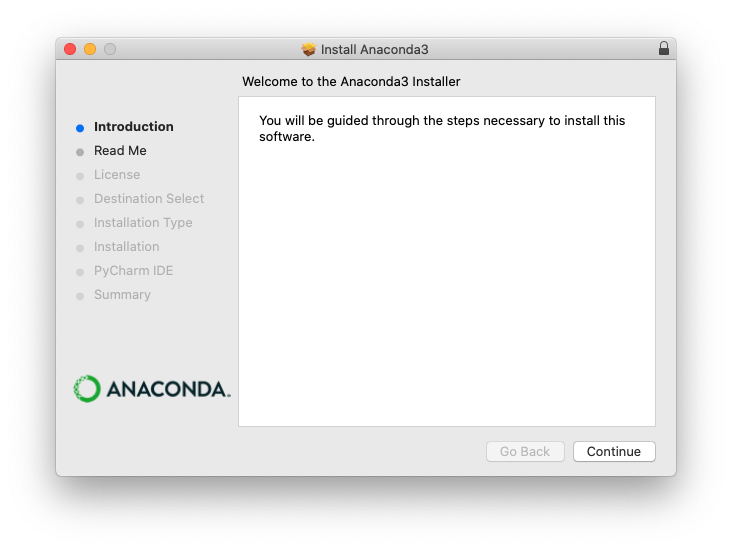 Install Anaconda3
Welcome to the Anaconda3 Installer
Introduction
Read Me
License
Destination Select
Installation Type
Installation
PyCharm IDE
Summary
You will be guided through the steps necessary to install this
software.
ANACONDA
Go Back
Continue